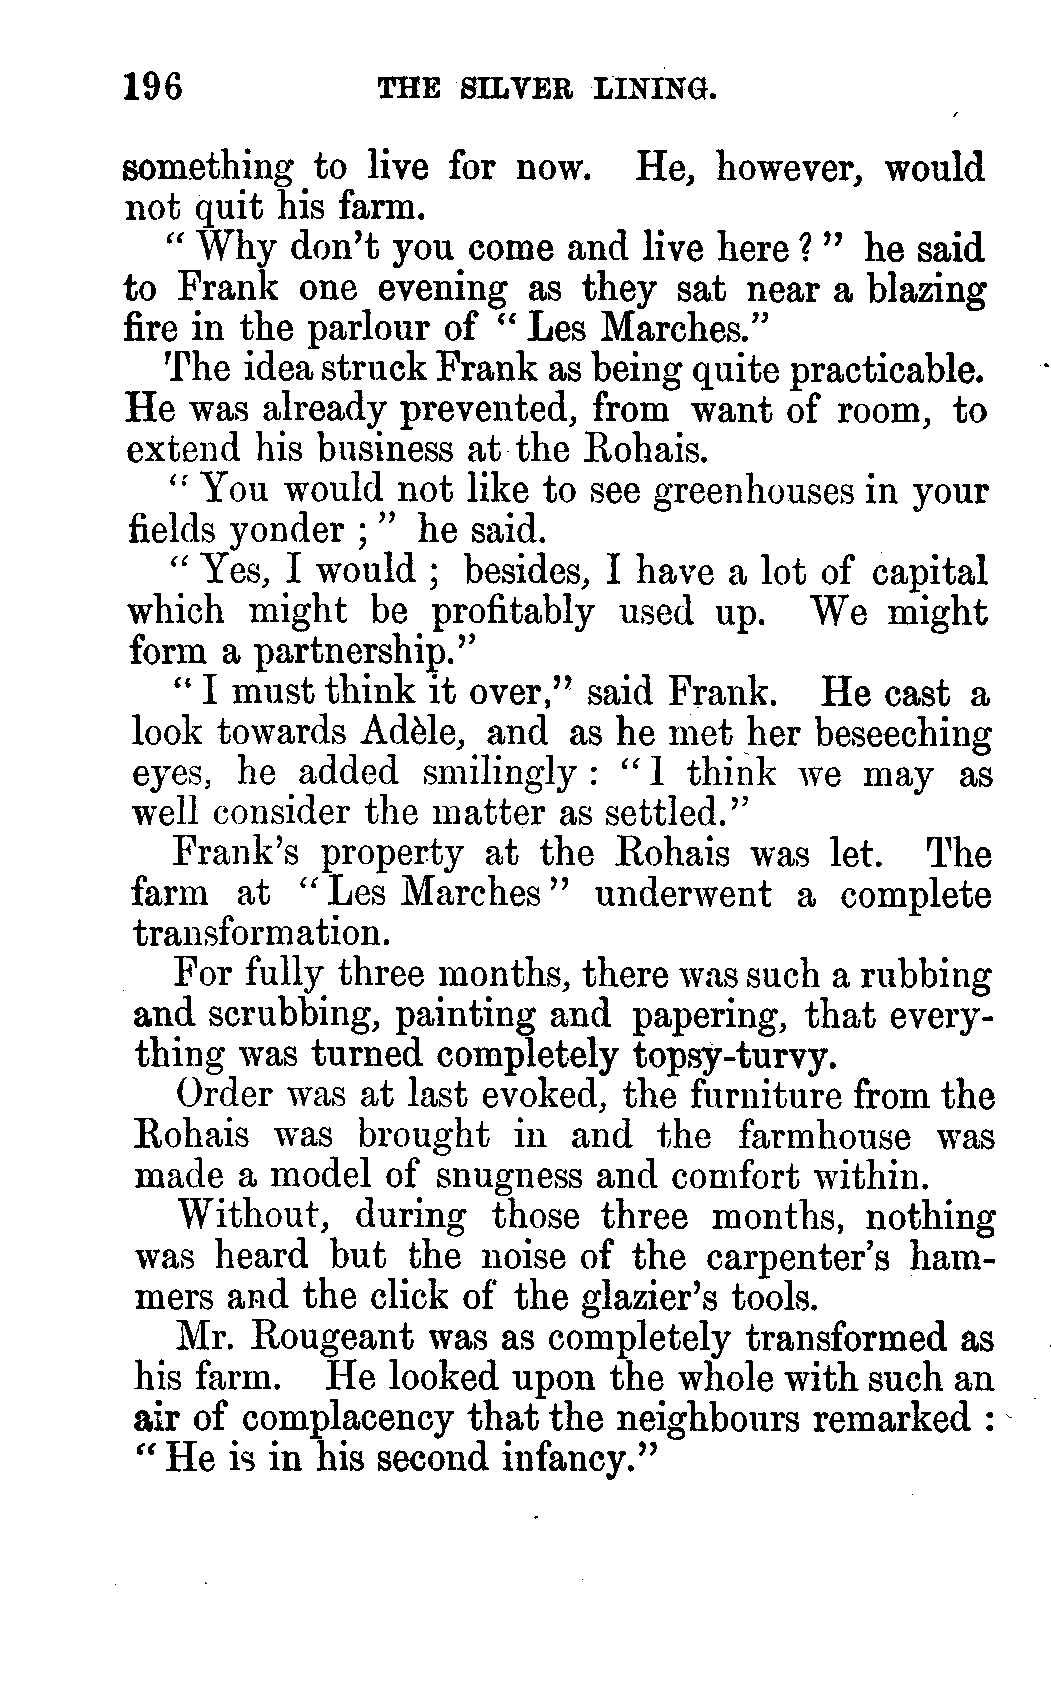 196 THE SILVER LINING.
something to live for now. He, however, would
not quit his farm.
" Why don't you come and live here ? " he said
to Frank one evening as they sat near a blazing
fire in the parlour of " Les Marches."
The idea struck Frank as being quite practicable.
He was already prevented, from want of room, to
extend his business at the Rohais.
" You would not like to see greenhouses in your
fields yonder ; " he said.
" Yes, I would ; besides, I have a lot of capital
which might be profitably used up. We might
form a partnership."
" I must think it over," said Frank. He cast a
look towards Adèle, and as he met her beseeching
eyes, he added smilingly : " I think we may as
well consider the matter as settled."
Frank's property at the Rohais was let. The
farm at " Les Marches " underwent a complete
transformation.
For fully three months, there was such a rubbing
and scrubbing, painting and papering, that every-
thing was turned completely topsy-turvy.
Order was at last evoked, the furniture from the
Rohais was brought in and the farmhouse was
made a model of snugness and comfort within.
Without, during those three months, nothing
was heard but the noise of the carpenter's ham-
mers and the click of the glazier's tools.
Mr. Rougeant was as completely transformed as
his farm. He looked upon the whole with such an
air of complacency that the neighbours remarked :
" He is in his second infancy."